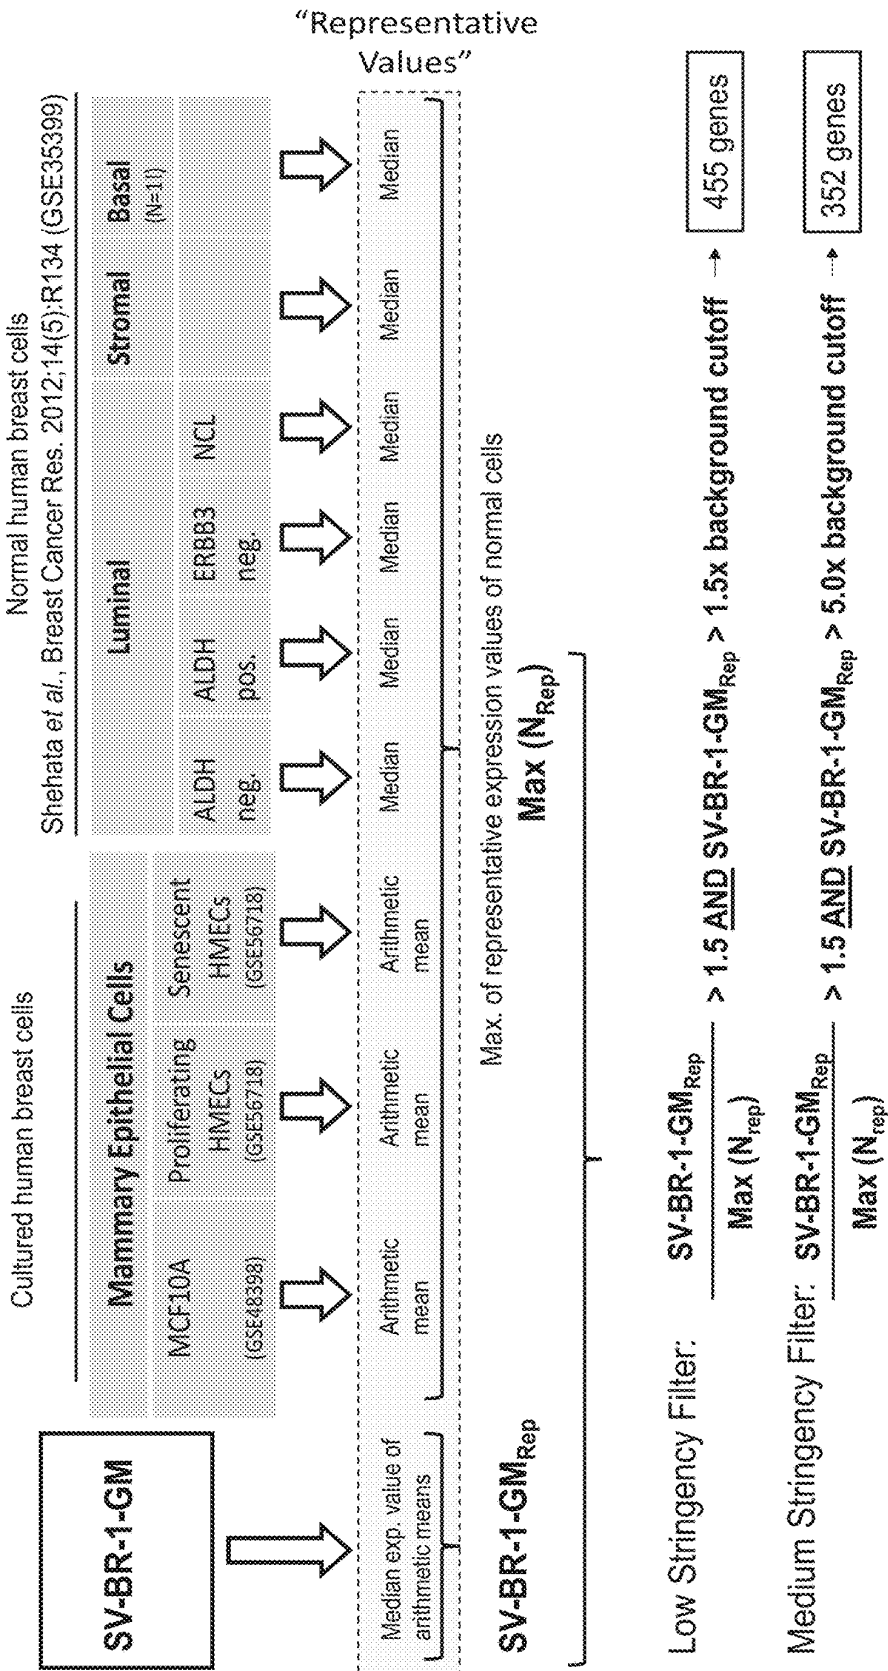 Cultured human breast cells
Normal human breast cells
Shehata et al., Breast Cancer Res. 2012;14(5):R134 (GSE35399)
SV-BR-1-GM
Mammary Epithelial Cells
MCF10A
(GSE48398)
Proliferating
HMECs
(GSE56718)
Senescent
HMECs
(GSE56718)
Luminal
ALDH
neg.
ALDH
pos.
ERBB3
neg.
NCL
Stromal
Basal
(N=1!)
"Representative
Values"
Median exp. value of
arithmetic means
Arithmetic
mean
Arithmetic
mean
Arithmetic
mean
Median
Median
Median
Median
Median
Median
SV-BR-1-GMRep
Max. of representative expression values of normal cells
Max (NRep)
Low Stringency Filter: SV-BR-1-GMRep > 1.5 AND SV-BR-1-GMRep > 1.5x background cutoff → 455 genes
Max (Nrep)
Medium Stringency Filter: SV-BR-1-GMRep > 1.5 AND SV-BR-1-GMRep > 5.0x background cutoff → 352 genes
Max (Nrep)